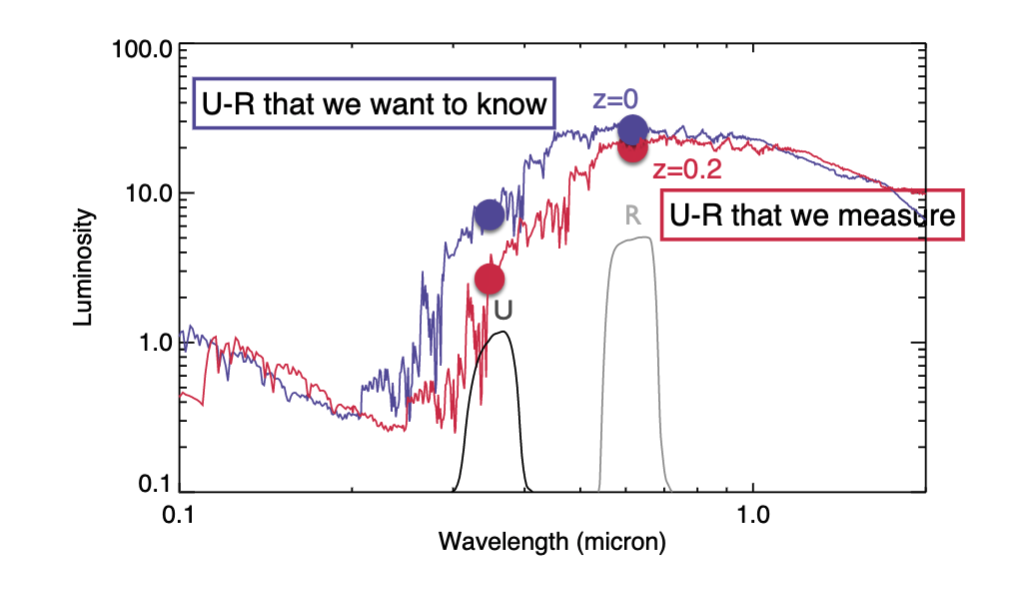 100.0
U-R that we want to know
z=0
z=0.2
10.0
R
U-R that we measure
Luminosity
U
1.0
0.1
0.1
1.0
Wavelength (micron)